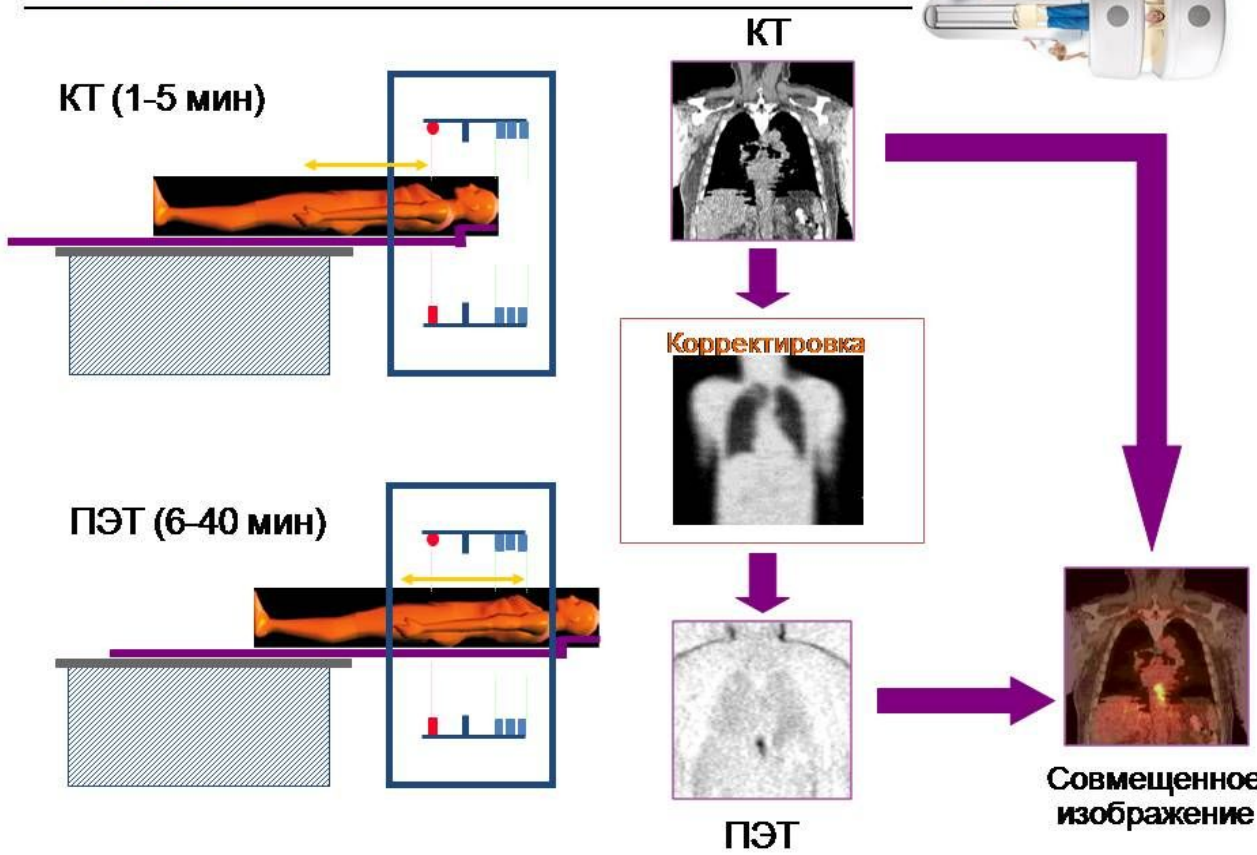 КТ
КТ (1-5 мин)
Корректировка
ПЭТ (6-40 мин)
ПЭТ
Совмещенное
изображение